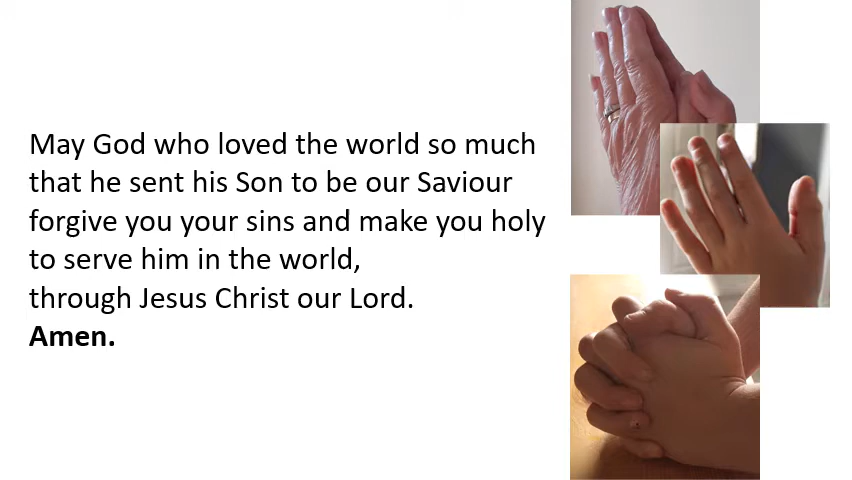 May God who loved the world so much
that he sent his Son to be our Saviour
forgive you your sins and make you holy
to serve him in the world,
through Jesus Christ our Lord.
Amen.